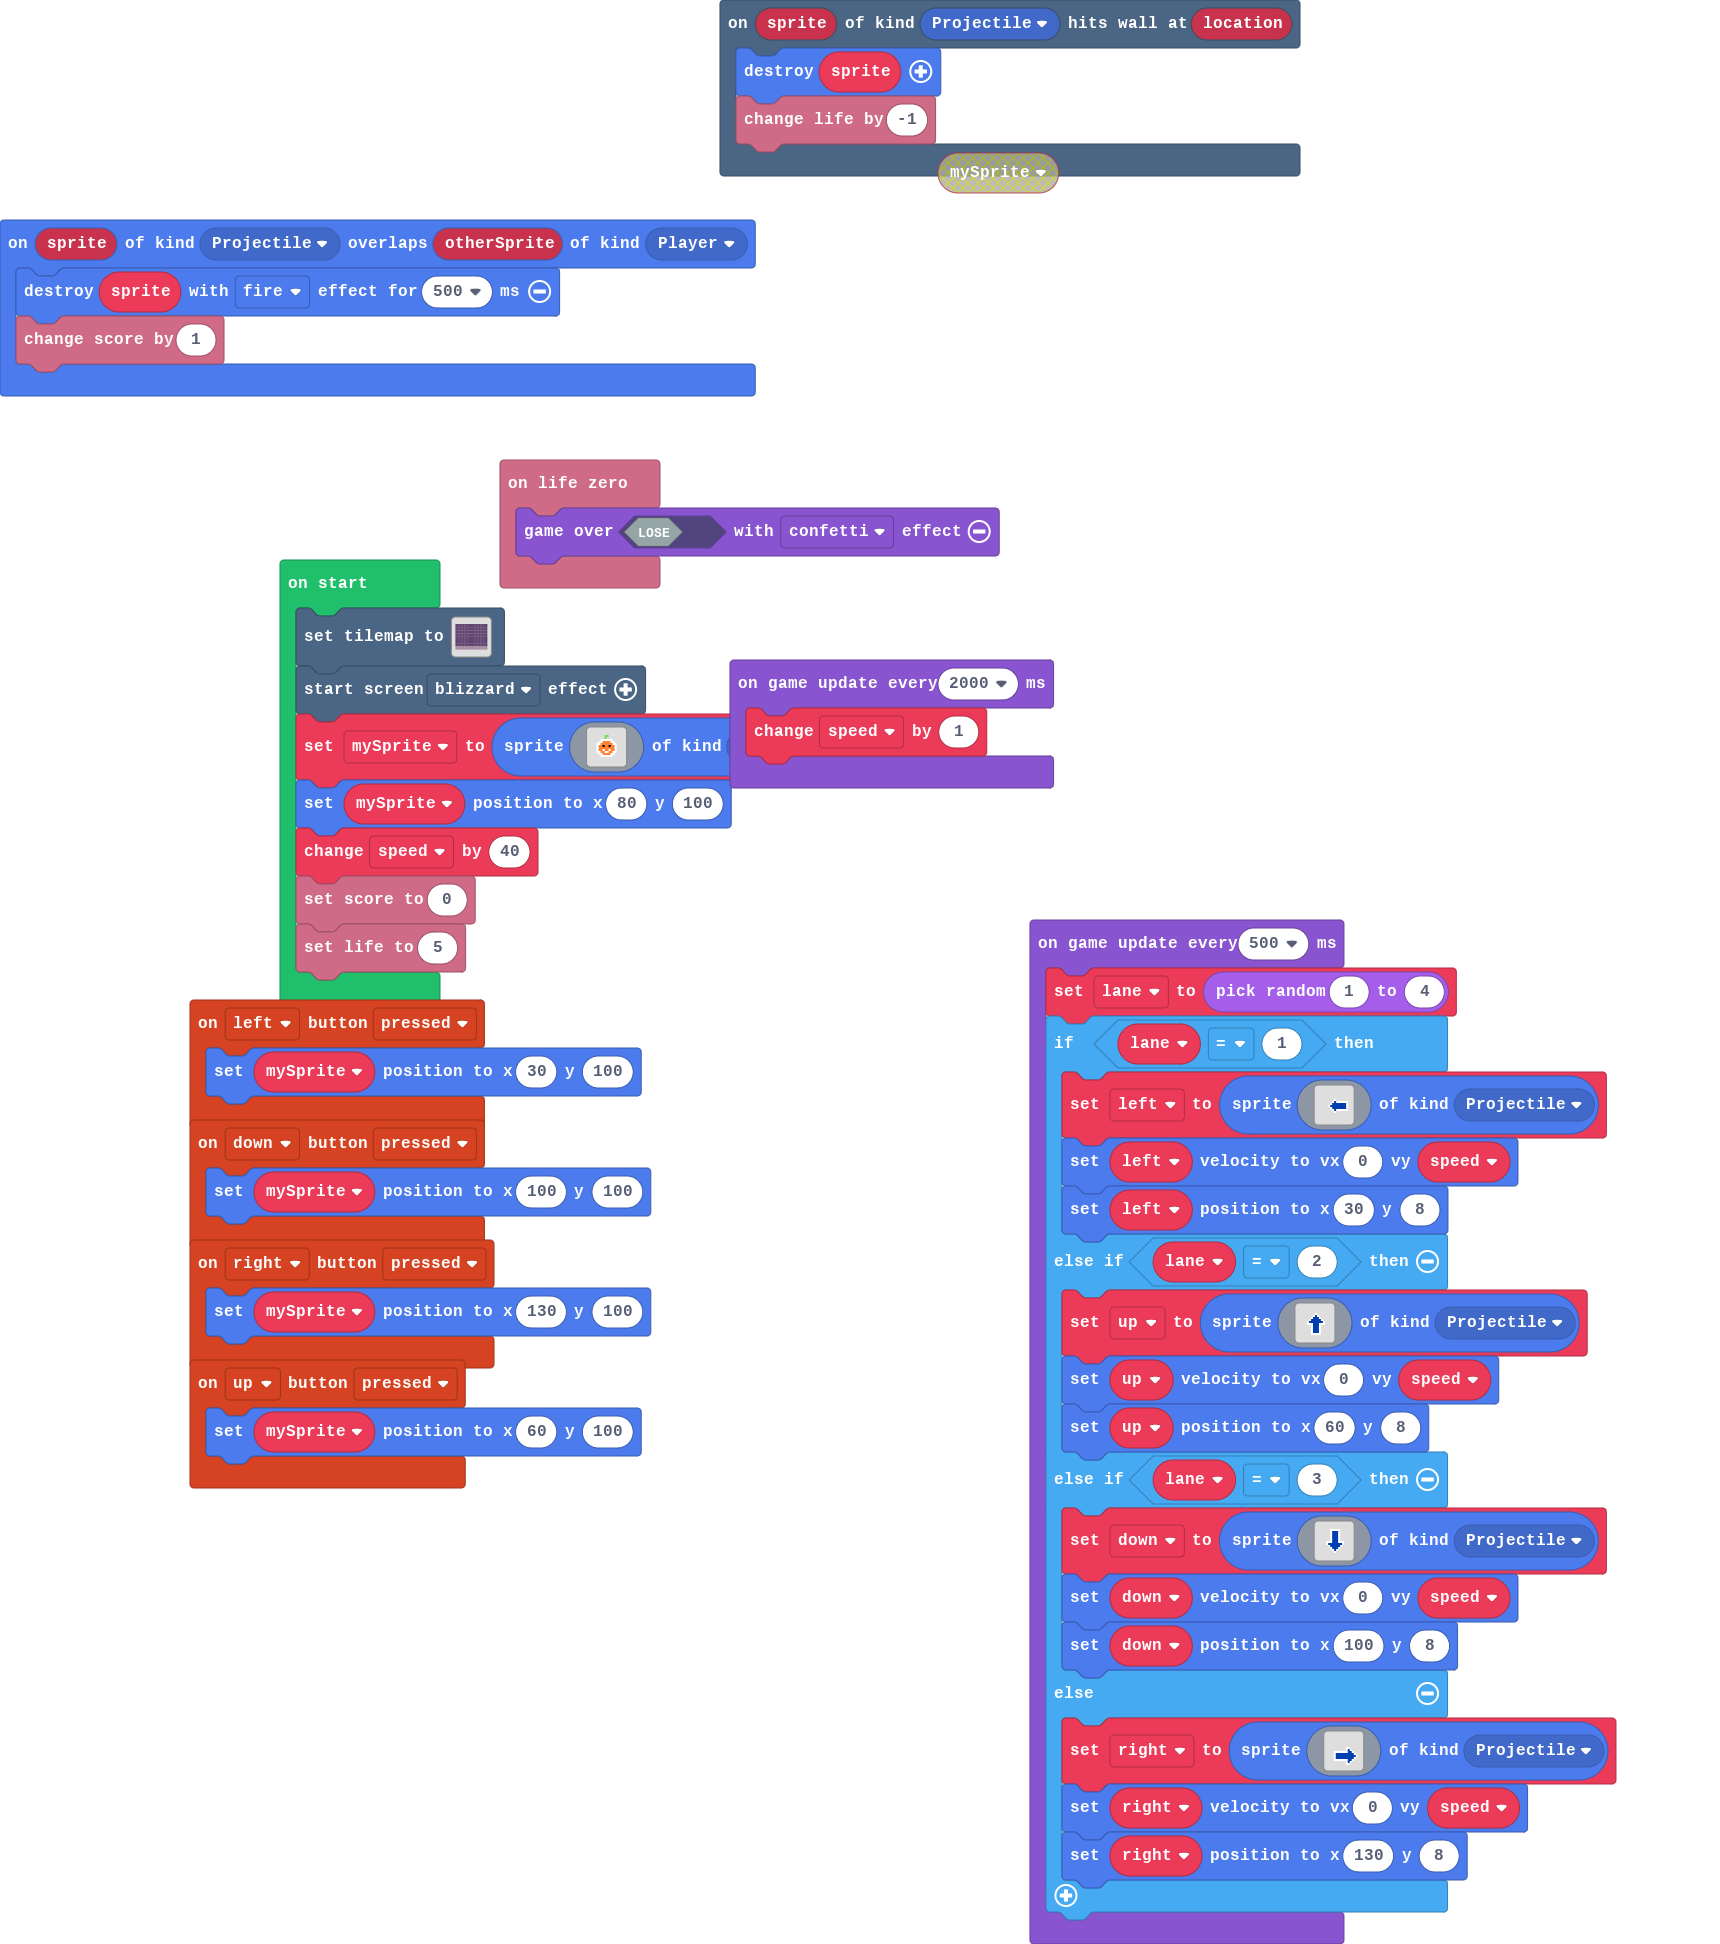 on sprite of kind Projectile hits wall at location
destroy sprite
change life by -1
mySprite
on sprite of kind Projectile overlaps otherSprite of kind Player
destroy sprite with fire effect for 500 ms
change score by 1
on life zero
game over LOSE with confetti effect
on start
set tilemap to
start screen blizzard effect
set mySprite to sprite of kind
set mySprite position to x 80 y 100
change speed by 40
set score to 0
set life to 5
on game update every 2000 ms
change speed by 1
on left button pressed
set mySprite position to x 30 y 100
on down button pressed
set mySprite position to x 100 y 100
on right button pressed
set mySprite position to x 130 y 100
on up button pressed
set mySprite position to x 60 y 100
on game update every 500 ms
set lane to pick random 1 to 4
if lane = 1 then
set left to sprite of kind Projectile
set left velocity to vx 0 vy speed
set left position to x 30 y 8
else if lane = 2 then
set up to sprite of kind Projectile
set up velocity to vx 0 vy speed
set up position to x 60 y 8
else if lane = 3 then
set down to sprite of kind Projectile
set down velocity to vx 0 vy speed
set down position to x 100 y 8
else
set right to sprite of kind Projectile
set right velocity to vx 0 vy speed
set right position to x 130 y 8